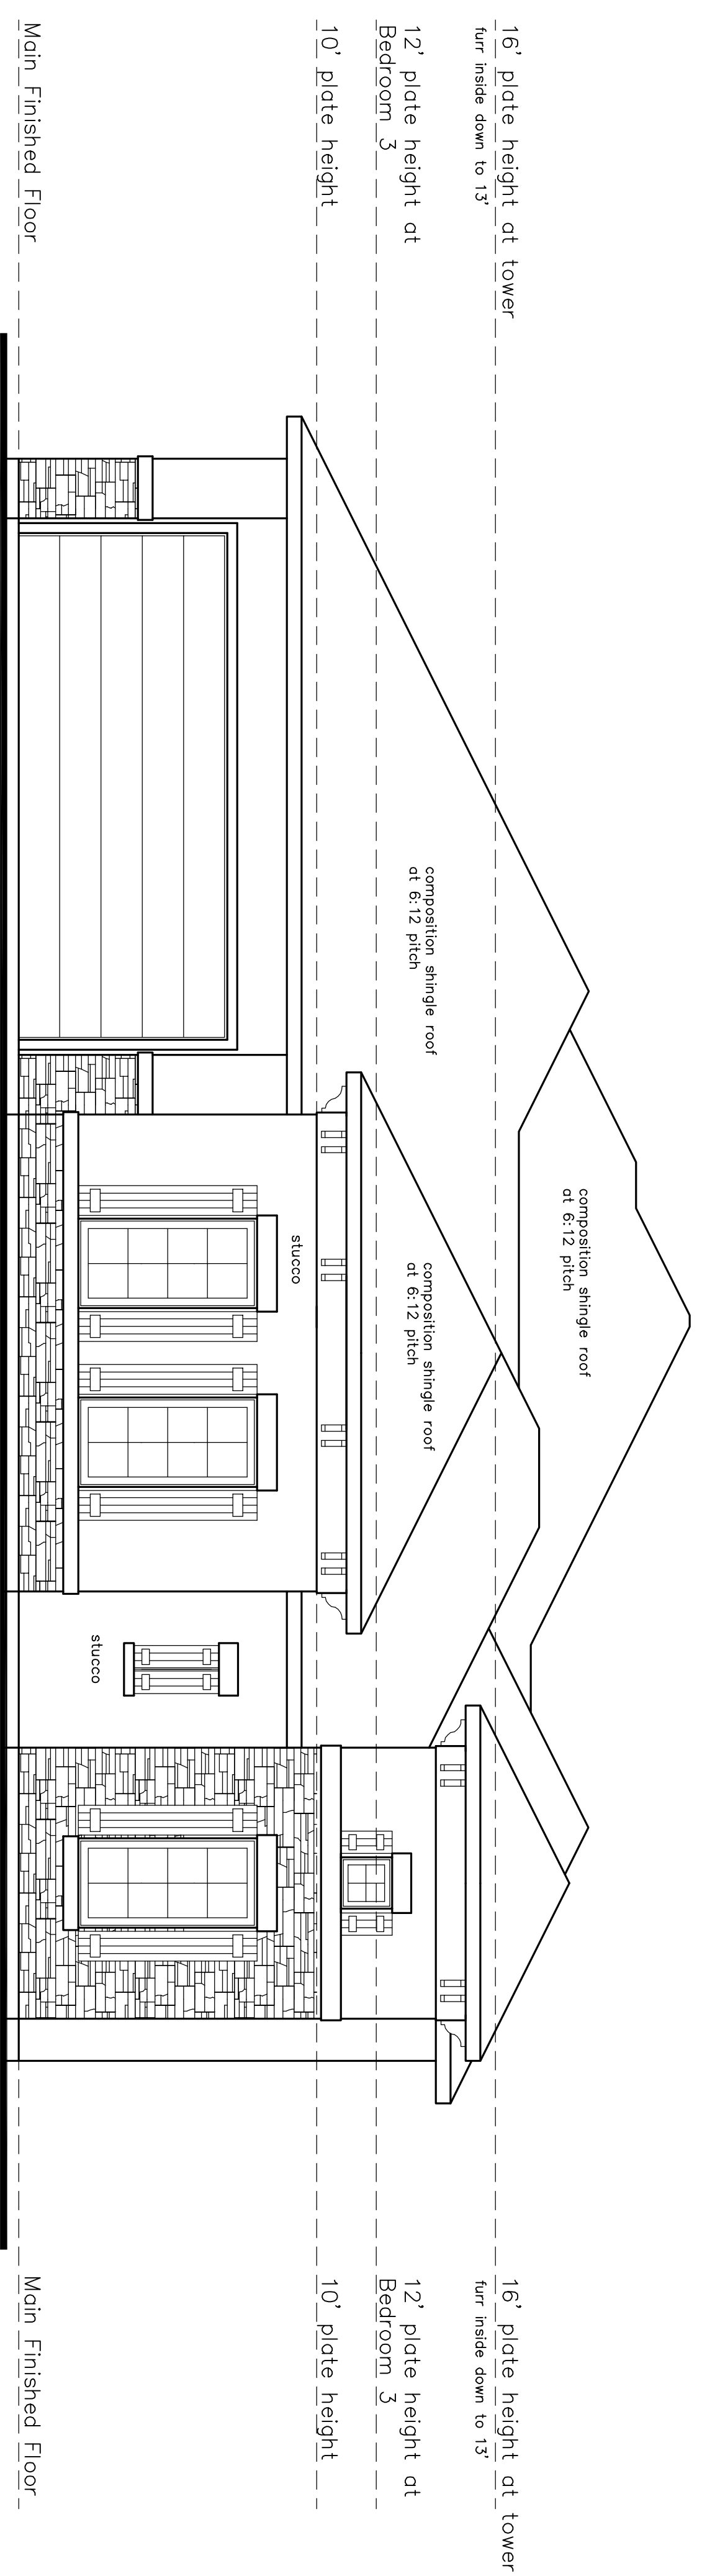 16' plate height at tower
furr inside down to 13'
12' plate height at
Bedroom 3
10' plate height
Main Finished Floor
composition shingle roof
at 6:12 pitch
composition shingle roof
at 6:12 pitch
composition shingle roof
at 6:12 pitch
stucco
stucco
16' plate height at tower
furr inside down to 13'
12' plate height at
Bedroom 3
10' plate height
Main Finished Floor